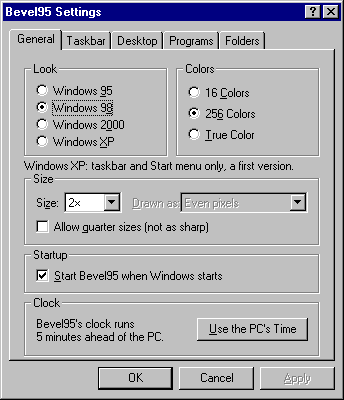 Bevel95 Settings
General Taskbar Desktop Programs Folders
Look
Windows 95
Windows 98
Windows 2000
Windows XP
Colors
16 Colors
256 Colors
True Color
Windows XP: taskbar and Start menu only, a first version.
Size
Size: 2x Drawn as: Even pixels
Allow quarter sizes (not as sharp)
Startup
Start Bevel95 when Windows starts
Clock
Bevel95's clock runs
5 minutes ahead of the PC.
Use the PC's Time
OK Cancel Apply